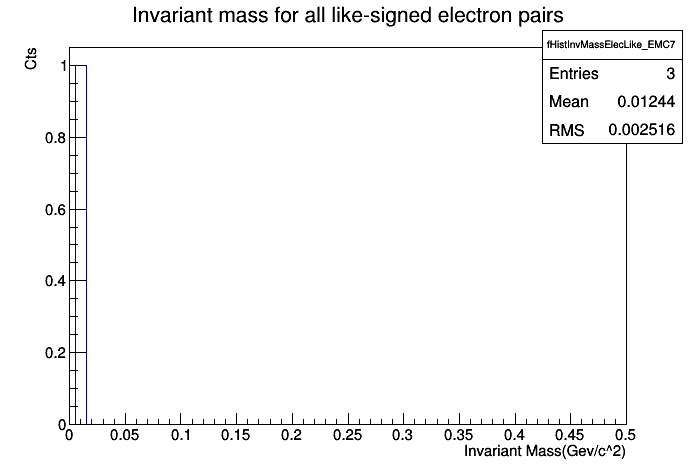 Invariant mass for all like-signed electron pairs
Cts
fHistInvMassElecLike_EMC7
Entries 3
Mean 0.01244
RMS 0.002516
1
0.8
0.6
0.4
0.2
0
0 0.05 0.1 0.15 0.2 0.25 0.3 0.35 0.4 0.45 0.5
Invariant Mass(Gev/c^2)